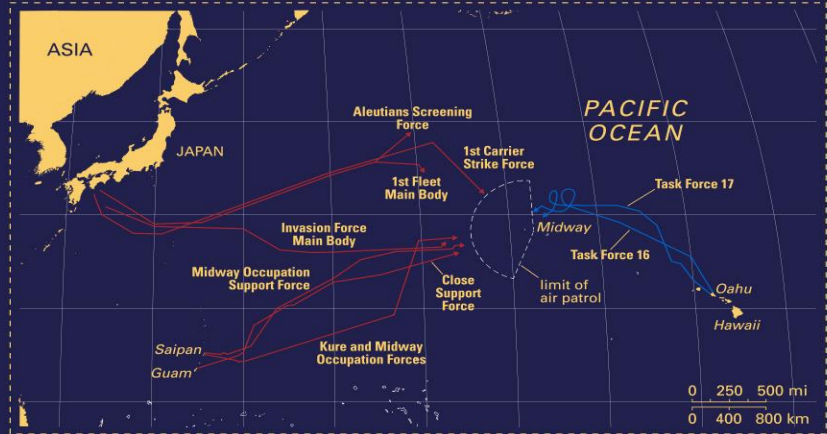 ASIA
JAPAN
PACIFIC
OCEAN
Aleutians Screening
Force
1st Carrier
Strike Force
1st Fleet
Main Body
Task Force 17
Invasion Force
Main Body
Midway
Task Force 16
Midway Occupation
Support Force
Close
Support
Force
limit of
air patrol
Oahu
Hawaii
Saipan
Guam
Kure and Midway
Occupation Forces
0 250 500 mi
0 400 800 km